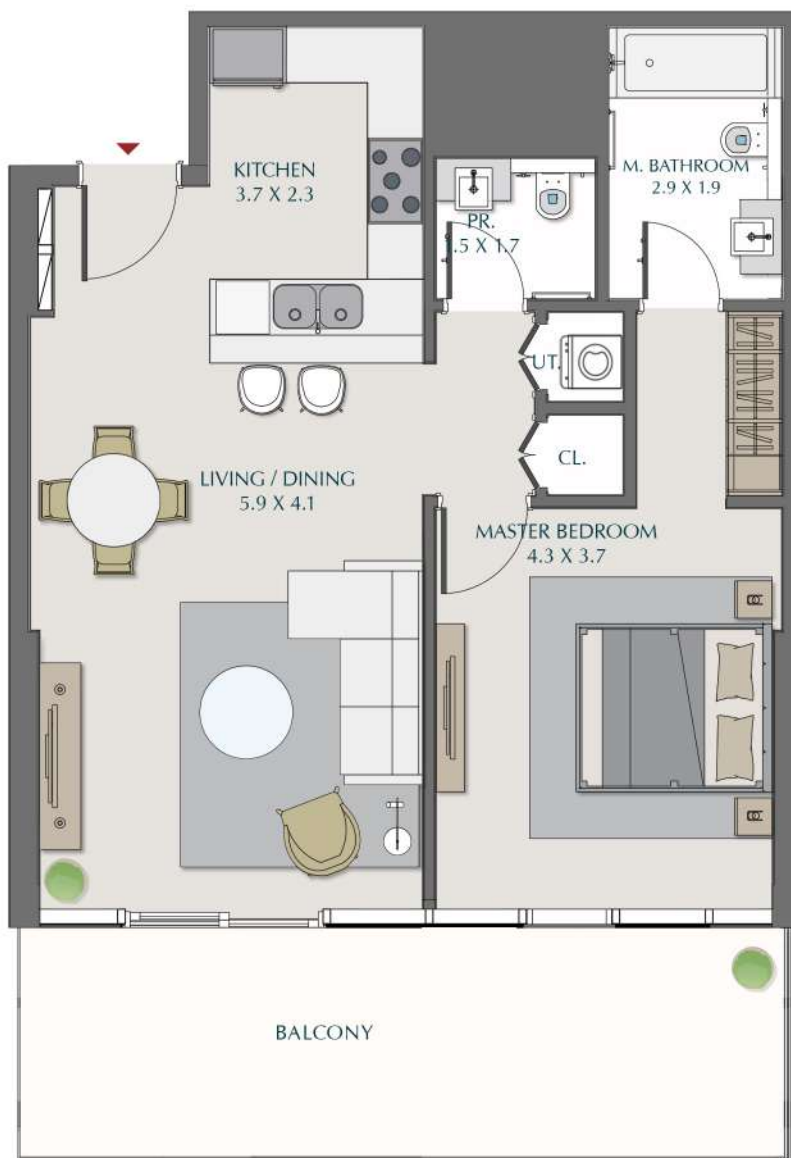 KITCHEN
3.7 X 2.3
M. BATHROOM
2.9 X 1.9
PR.
1.5 X 1.7
UT.
CL.
LIVING / DINING
5.9 X 4.1
MASTER BEDROOM
4.3 X 3.7
BALCONY